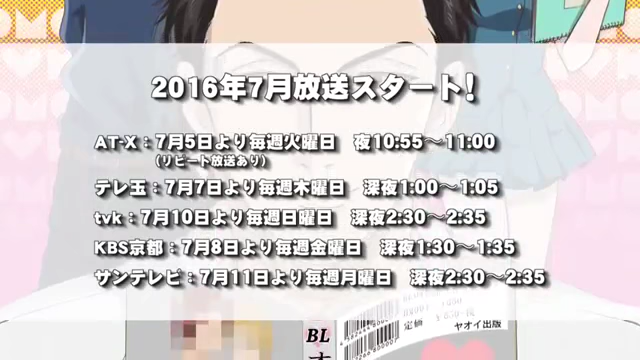 2016年7月放送スタート!
AT-X：7月5日より毎週火曜日 夜10:55～11:00
(リピート放送あり)
テレ玉：7月7日より毎週木曜日 深夜1:00～1:05
tvk：7月10日より毎週日曜日 深夜2:30～2:35
KBS京都：7月8日より毎週金曜日 深夜1:30～1:35
サンテレビ：7月11日より毎週月曜日 深夜2:30～2:35
定価
ヤオイ出版
BL